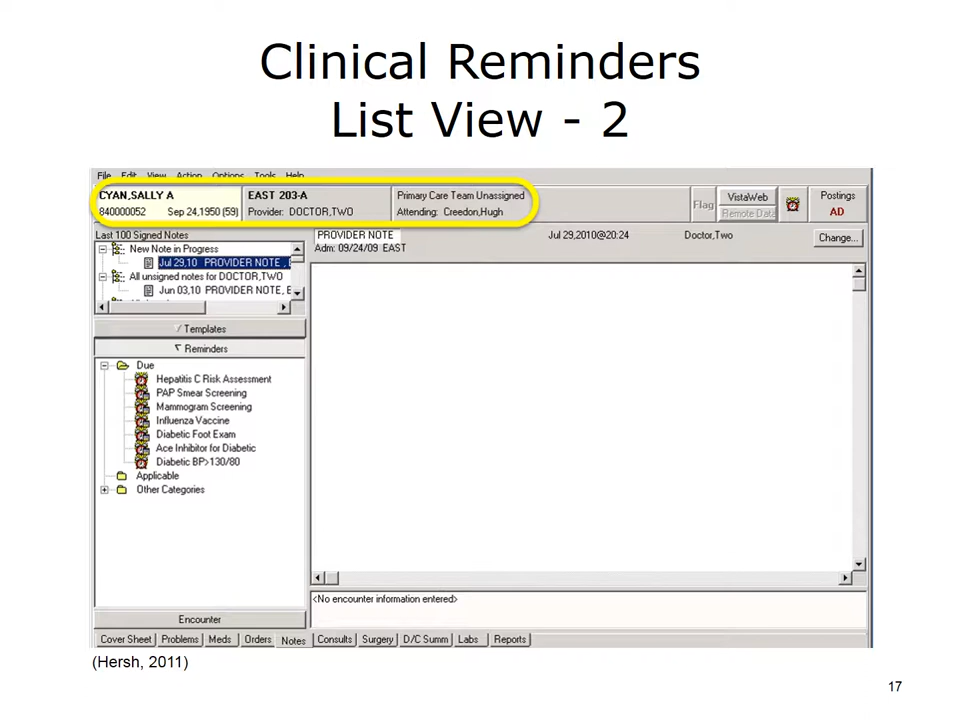 Clinical Reminders
List View - 2
File Edit View Action Options Tools Help
CYAN,SALLY A
840000052 Sep 24,1950 (59)
EAST 203-A
Provider: DOCTOR,TWO
Primary Care Team Unassigned
Attending: Creedon,Hugh
Flag
VistaWeb
Remote Data
Postings
AD
Last 100 Signed Notes
New Note in Progress
Jul 29,10 PROVIDER NOTE , E
All unsigned notes for DOCTOR,TWO
Jun 03,10 PROVIDER NOTE, E
PROVIDER NOTE
Adm: 09/24/09 EAST
Jul 29,2010@20:24
Doctor,Two
Change...
Templates
Reminders
Due
Hepatitis C Risk Assessment
PAP Smear Screening
Mammogram Screening
Influenza Vaccine
Diabetic Foot Exam
Ace Inhibitor for Diabetic
Diabetic BP>130/80
Applicable
Other Categories
<No encounter information entered>
Encounter
Cover Sheet Problems Meds Orders Notes Consults Surgery D/C Summ Labs Reports
(Hersh, 2011)
17